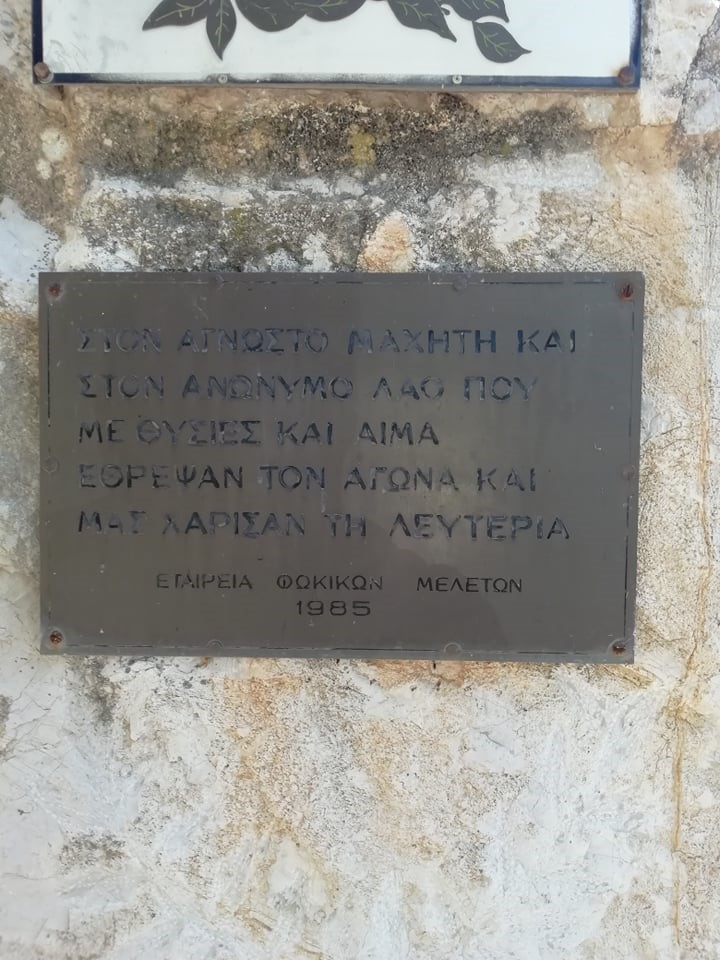 ΣΤΟΝ ΑΓΝΩΣΤΟ ΜΑΧΗΤΗ ΚΑΙ
ΣΤΟΝ ΑΝΩΝΥΜΟ ΛΑΟ ΠΟΥ
ΜΕ ΘΥΣΙΕΣ ΚΑΙ ΑΙΜΑ
ΕΘΡΕΨΑΝ ΤΟΝ ΑΓΩΝΑ ΚΑΙ
ΜΑΣ ΧΑΡΙΣΑΝ ΤΗ ΛΕΥΤΕΡΙΑ
ΕΤΑΙΡΕΙΑ ΦΩΚΙΚΩΝ ΜΕΛΕΤΩΝ
1985